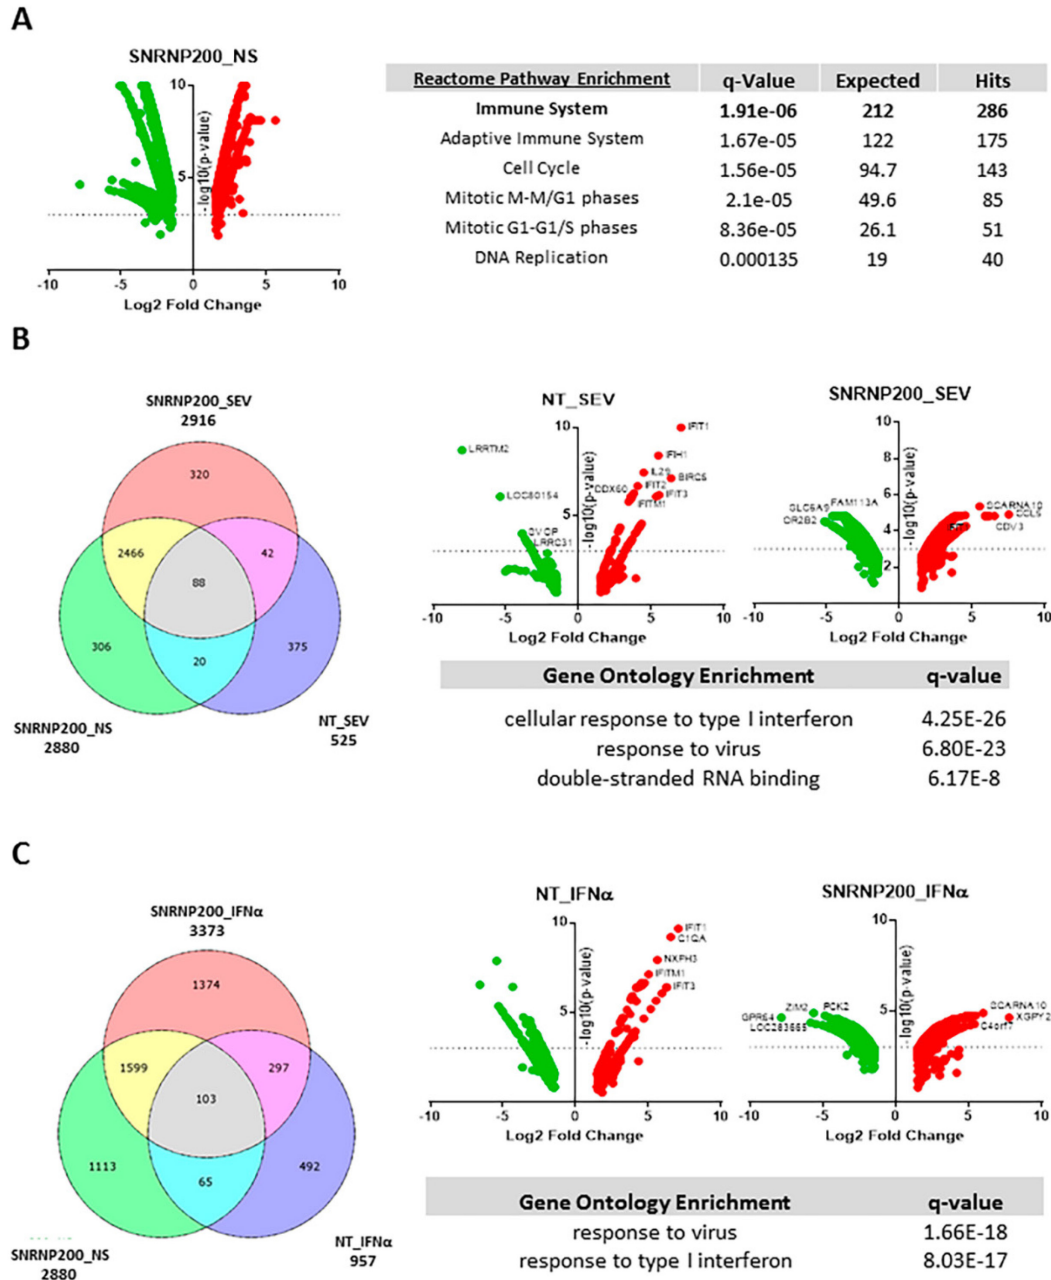 A
SNRNP200_NS
10
5
-log10(p-value)
-10 -5 0 5 10
Log2 Fold Change
Reactome Pathway Enrichment q-Value Expected Hits
Immune System 1.91e-06 212 286
Adaptive Immune System 1.67e-05 122 175
Cell Cycle 1.56e-05 94.7 143
Mitotic M-M/G1 phases 2.1e-05 49.6 85
Mitotic G1-G1/S phases 8.36e-05 26.1 51
DNA Replication 0.000135 19 40
B
SNRNP200_SEV
2916
320
2466
42
88
306
20
375
SNRNP200_NS
2880
NT_SEV
525
NT_SEV
10
5
-log10(p-value)
LRRTM2
LOC80154
LRRC31
IFIT1
IFIH1
IL29
BIRC5
DDX60
IFIT2
IFIT3
IFITM1
-10 -5 0 5 10
Log2 Fold Change
SNRNP200_SEV
10
8
6
4
2
-log10(p-value)
FAM113A
SLC6A9
OR2B2
SCARNA10
CCL5
CDV3
-10 -5 0 5 10
Log2 Fold Change
Gene Ontology Enrichment q-value
cellular response to type I interferon 4.25E-26
response to virus 6.80E-23
double-stranded RNA binding 6.17E-8
C
SNRNP200_IFNα
3373
1374
1599
297
103
1113
65
492
SNRNP200_NS
2880
NT_IFNα
957
NT_IFNα
10
5
-log10(p-value)
IFIT1
C1QA
NXPH3
IFITM1
IFIT3
-10 -5 0 5 10
Log2 Fold Change
SNRNP200_IFNα
10
5
-log10(p-value)
ZIM2
PCK2
GPR64
LOC283665
SCARNA10
XGPY2
C4orf7
-10 -5 0 5 10
Log2 Fold Change
Gene Ontology Enrichment q-value
response to virus 1.66E-18
response to type I interferon 8.03E-17